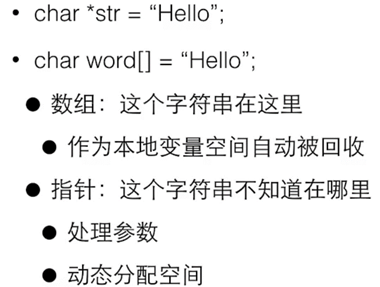 • char *str = “Hello”;
• char word[] = “Hello”;
● 数组：这个字符串在这里
● 作为本地变量空间自动被回收
● 指针：这个字符串不知道在哪里
● 处理参数
● 动态分配空间